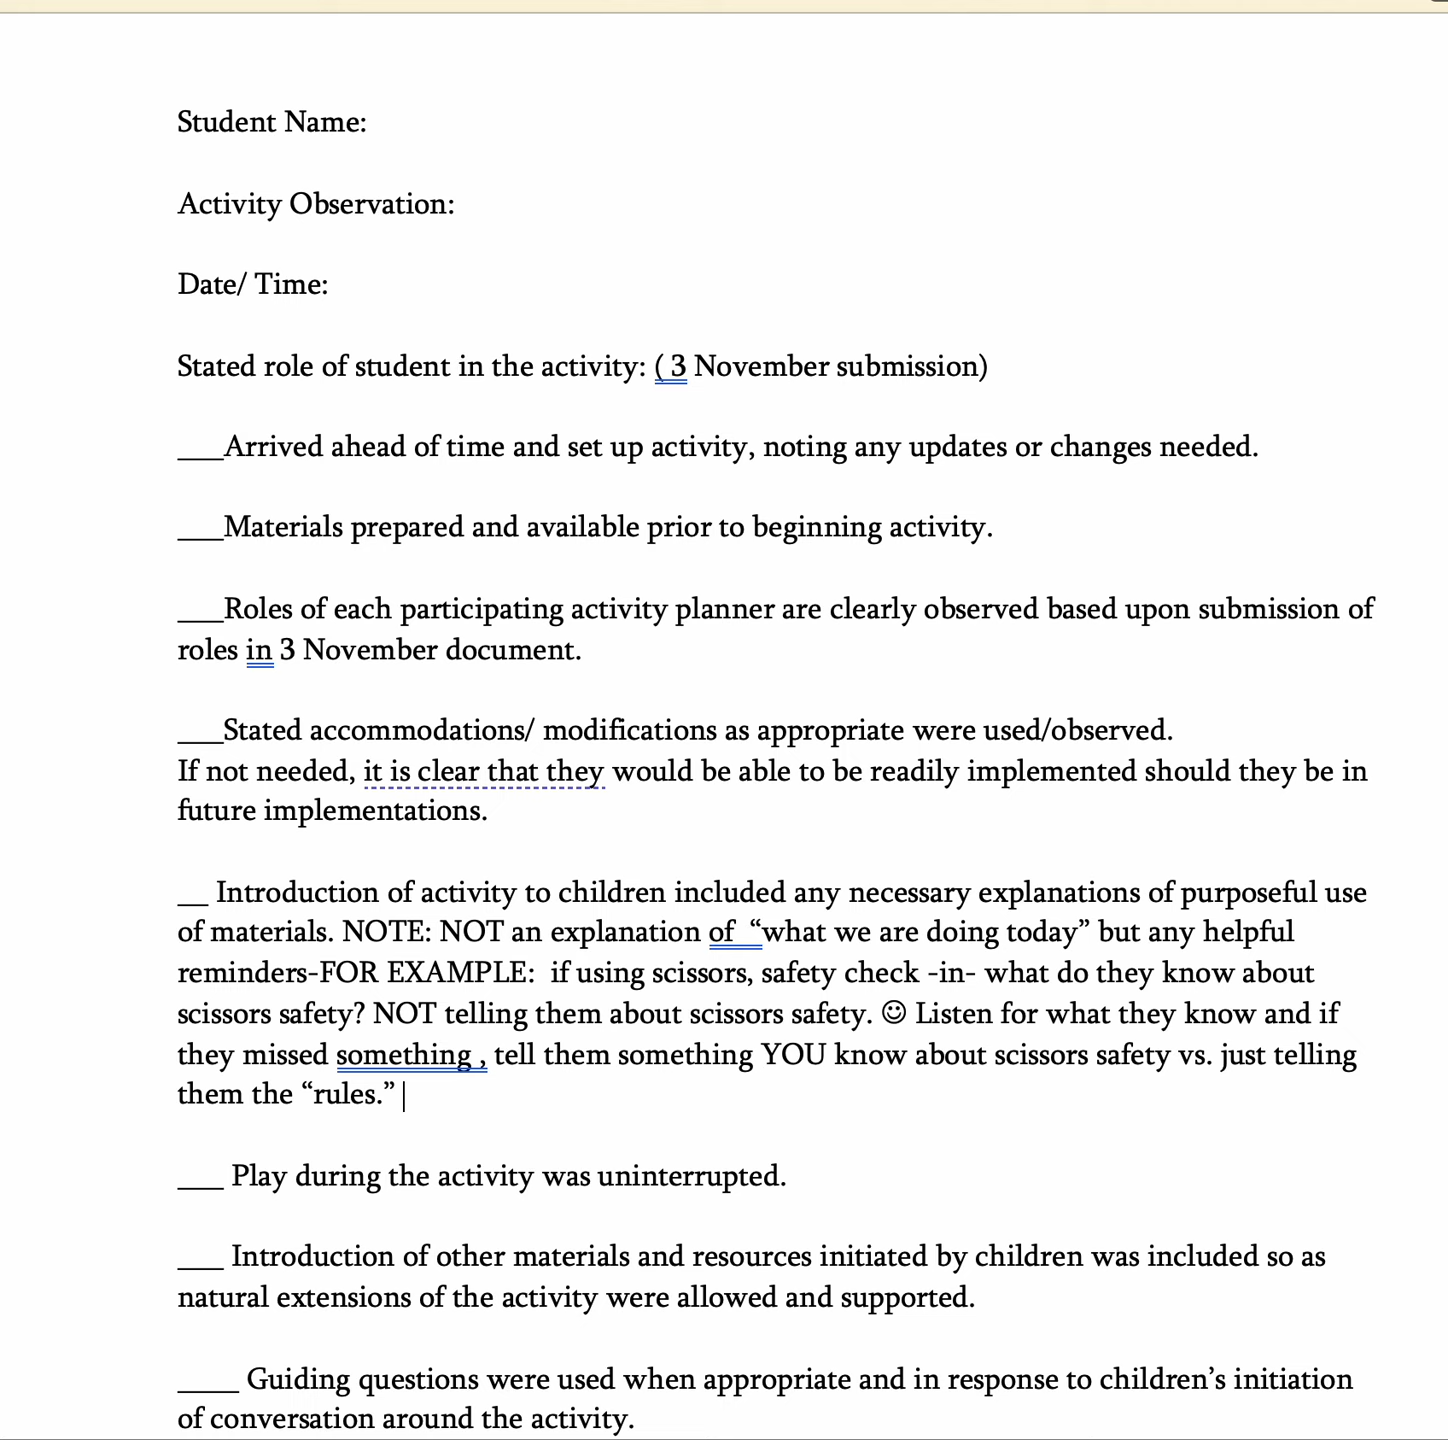 Student Name:
Activity Observation:
Date/ Time:
Stated role of student in the activity: ( 3 November submission)
___Arrived ahead of time and set up activity, noting any updates or changes needed.
___Materials prepared and available prior to beginning activity.
___Roles of each participating activity planner are clearly observed based upon submission of
roles in 3 November document.
___Stated accommodations/ modifications as appropriate were used/observed.
If not needed, it is clear that they would be able to be readily implemented should they be in
future implementations.
__ Introduction of activity to children included any necessary explanations of purposeful use
of materials. NOTE: NOT an explanation of  “what we are doing today” but any helpful
reminders-FOR EXAMPLE:  if using scissors, safety check -in- what do they know about
scissors safety? NOT telling them about scissors safety. ☺ Listen for what they know and if
they missed something , tell them something YOU know about scissors safety vs. just telling
them the “rules.”
___ Play during the activity was uninterrupted.
___ Introduction of other materials and resources initiated by children was included so as
natural extensions of the activity were allowed and supported.
____ Guiding questions were used when appropriate and in response to children’s initiation
of conversation around the activity.